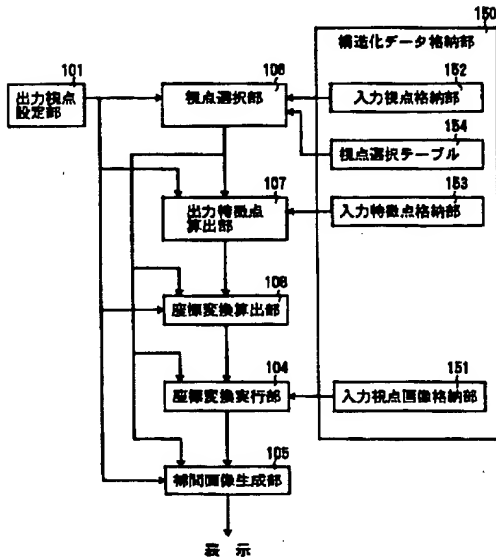 150
構造化データ格納部
101
出力視点
設定部
106
視点選択部
152
入力視点格納部
154
視点選択テーブル
107
出力特徴点
算出部
153
入力特徴点格納部
108
座標変換算出部
104
座標変換実行部
151
入力視点画像格納部
105
補間画像生成部
表示